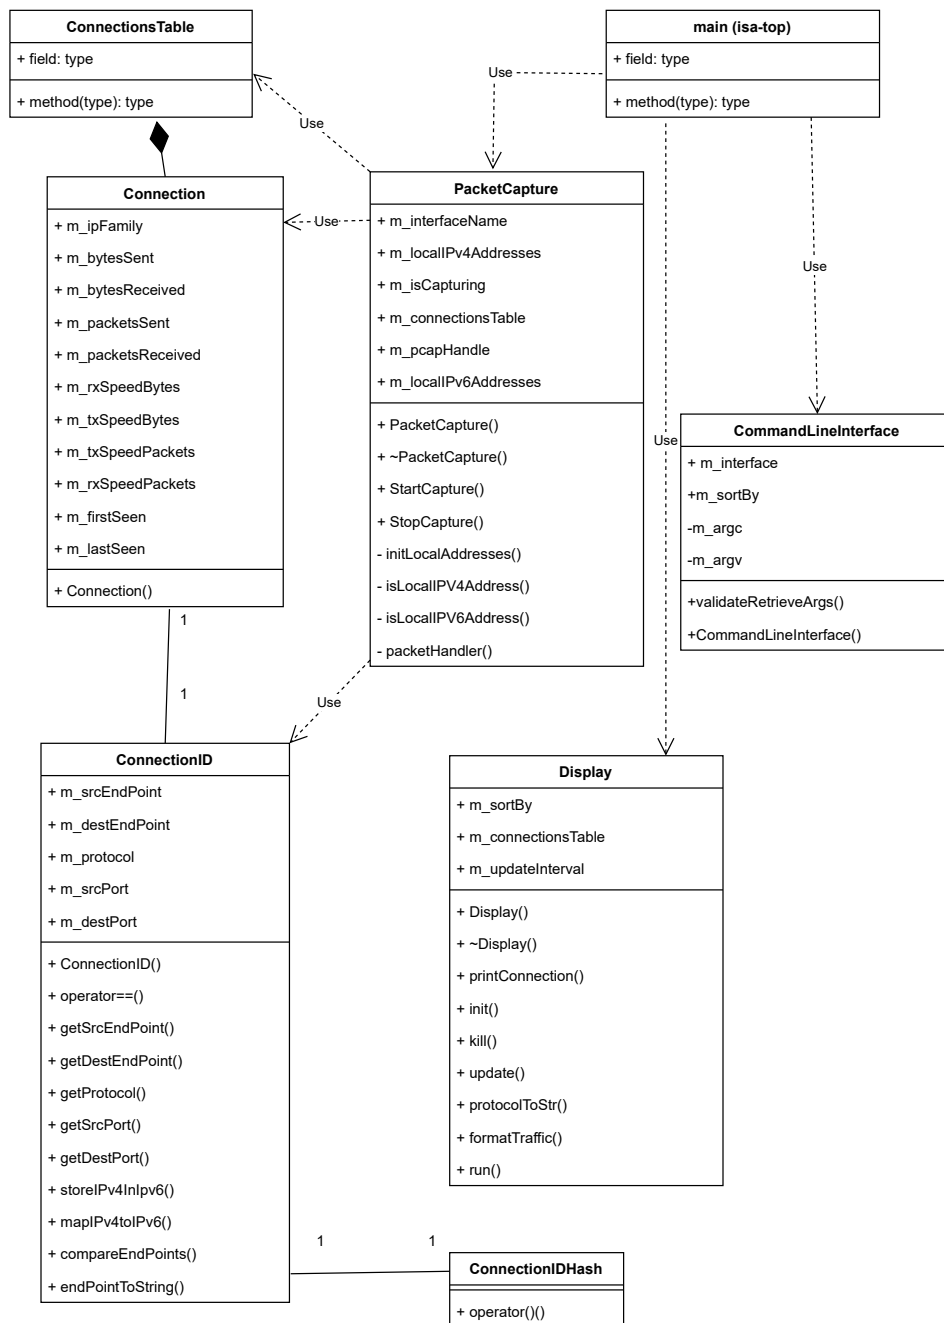 ConnectionsTable
+ field: type
+ method(type): type
main (isa-top)
+ field: type
+ method(type): type
Use
Use
Use
Use
Use
Use
Connection
+ m_ipFamily
+ m_bytesSent
+ m_bytesReceived
+ m_packetsSent
+ m_packetsReceived
+ m_rxSpeedBytes
+ m_txSpeedBytes
+ m_txSpeedPackets
+ m_rxSpeedPackets
+ m_firstSeen
+ m_lastSeen
+ Connection()
PacketCapture
+ m_interfaceName
+ m_localIPv4Addresses
+ m_isCapturing
+ m_connectionsTable
+ m_pcapHandle
+ m_localIPv6Addresses
+ PacketCapture()
+ ~PacketCapture()
+ StartCapture()
+ StopCapture()
- initLocalAddresses()
- isLocalIPV4Address()
- isLocalIPV6Address()
- packetHandler()
CommandLineInterface
+ m_interface
+m_sortBy
-m_argc
-m_argv
+validateRetrieveArgs()
+CommandLineInterface()
1
1
ConnectionID
+ m_srcEndPoint
+ m_destEndPoint
+ m_protocol
+ m_srcPort
+ m_destPort
+ ConnectionID()
+ operator==()
+ getSrcEndPoint()
+ getDestEndPoint()
+ getProtocol()
+ getSrcPort()
+ getDestPort()
+ storeIPv4InIpv6()
+ mapIPv4toIPv6()
+ compareEndPoints()
+ endPointToString()
Display
+ m_sortBy
+ m_connectionsTable
+ m_updateInterval
+ Display()
+ ~Display()
+ printConnection()
+ init()
+ kill()
+ update()
+ protocolToStr()
+ formatTraffic()
+ run()
1
1
ConnectionIDHash
+ operator()()